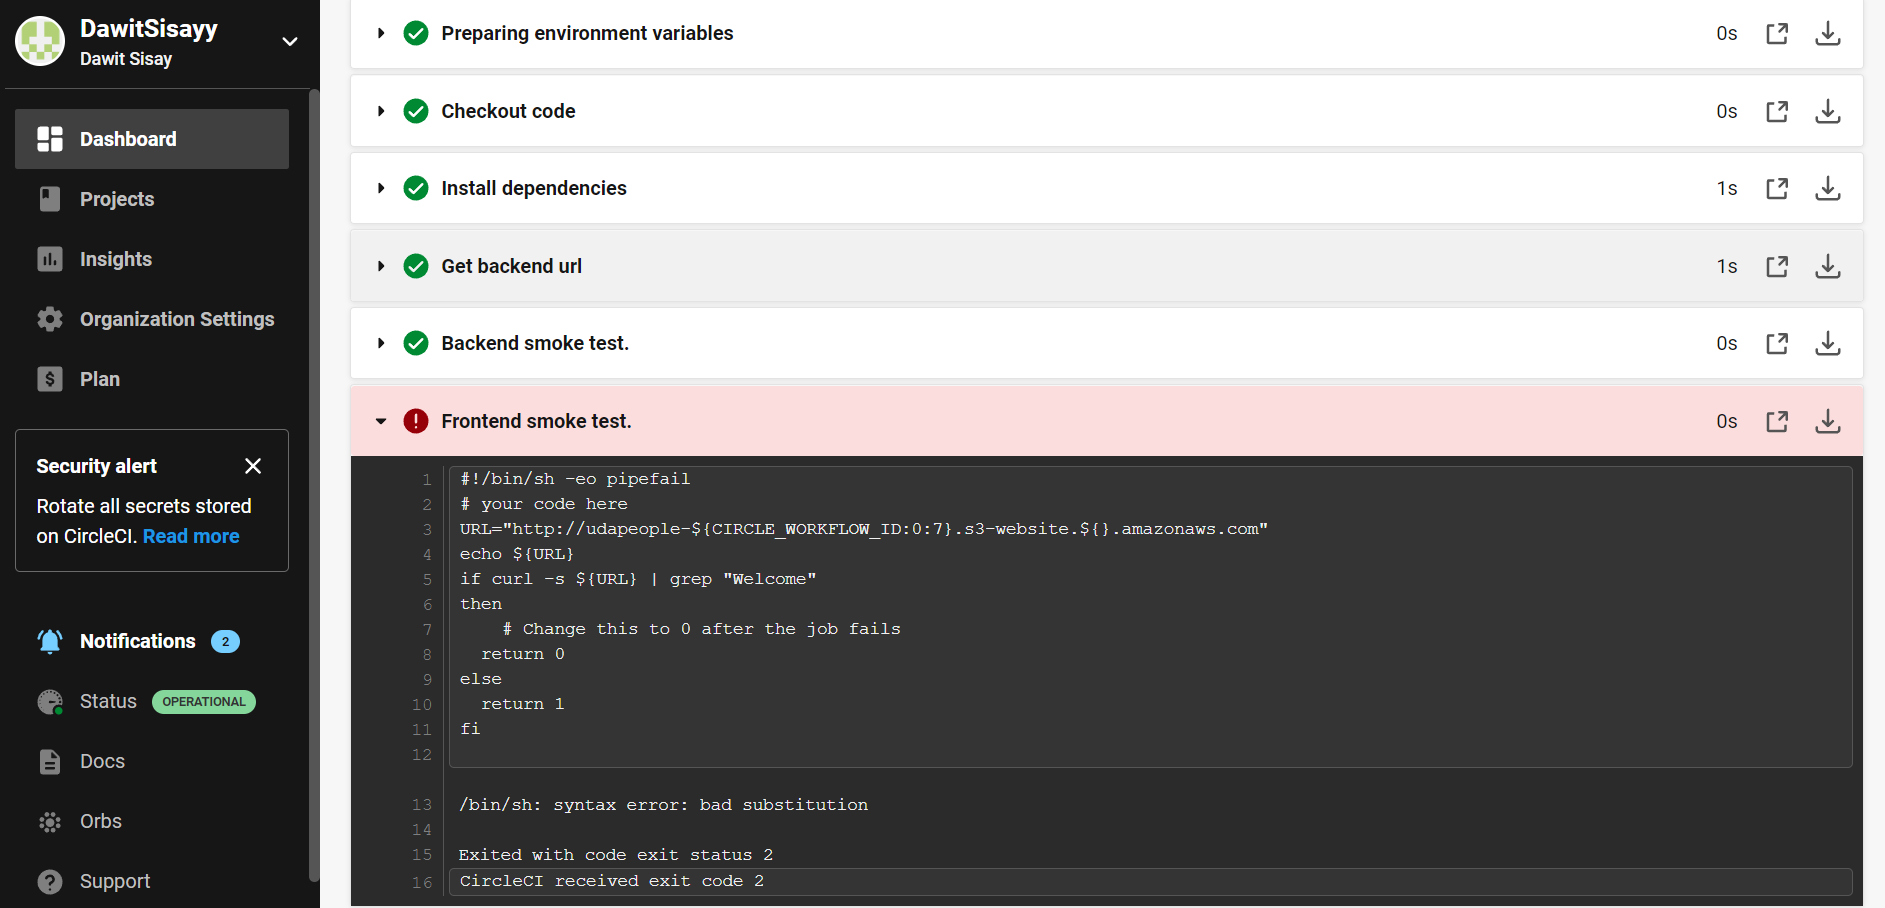 DawitSisayy
Dawit Sisay
Dashboard
Projects
Insights
Organization Settings
Plan
Security alert
Rotate all secrets stored
on CircleCI. Read more
Notifications 2
Status OPERATIONAL
Docs
Orbs
Support
Preparing environment variables 0s
Checkout code 0s
Install dependencies 1s
Get backend url 1s
Backend smoke test. 0s
Frontend smoke test. 0s
1 #!/bin/sh -eo pipefail
2 # your code here
3 URL="http://udapeople-${CIRCLE_WORKFLOW_ID:0:7}.s3-website.${}.amazonaws.com"
4 echo ${URL}
5 if curl -s ${URL} | grep "Welcome"
6 then
7     # Change this to 0 after the job fails
8   return 0
9 else
10   return 1
11 fi
12
13 /bin/sh: syntax error: bad substitution
14
15 Exited with code exit status 2
16 CircleCI received exit code 2